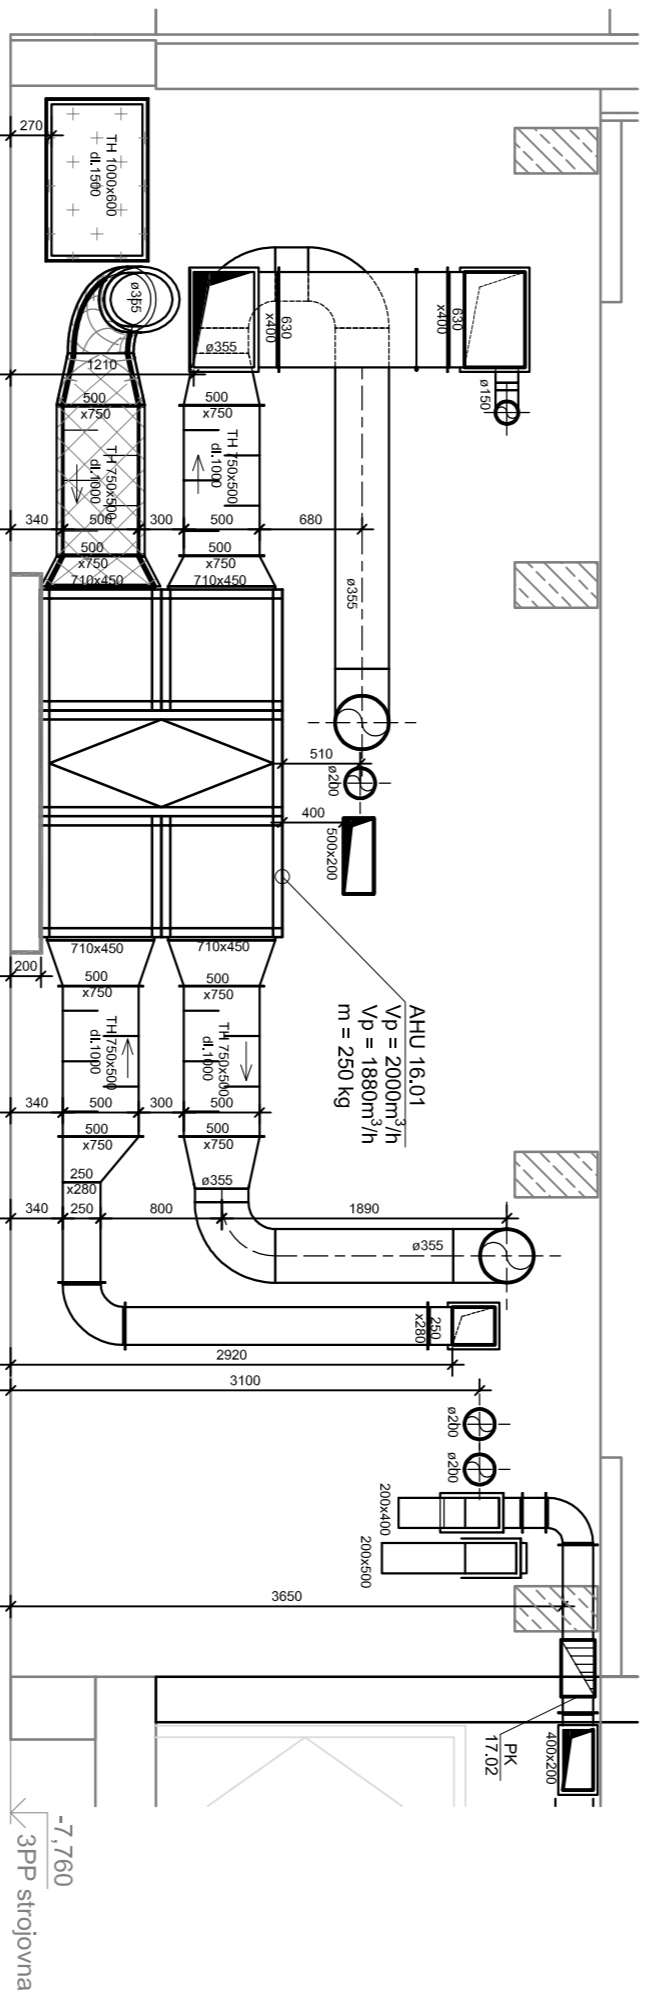 270
TH 1000x600
dl.1500
ø355
1210
500
x750
TH 750x500
dl.1000
340
500
300
500
680
500
x750
710x450
ø355
630
x400
630
x400
ø150
500
x750
TH 750x500
dl.1000
500
x750
710x450
ø355
510
ø200
400
500x200
AHU 16.01
Vp = 2000m³/h
Vp = 1880m³/h
m = 250 kg
200
710x450
500
x750
TH 750x500
dl.1000
710x450
500
x750
TH 750x500
dl.1000
340
500
300
500
500
x750
500
x750
250
x280
ø355
340
250
800
1890
ø355
250
x280
2920
3100
ø200
ø200
200x400
200x500
3650
PK
17.02
400x200
-7,760
3PP strojovna